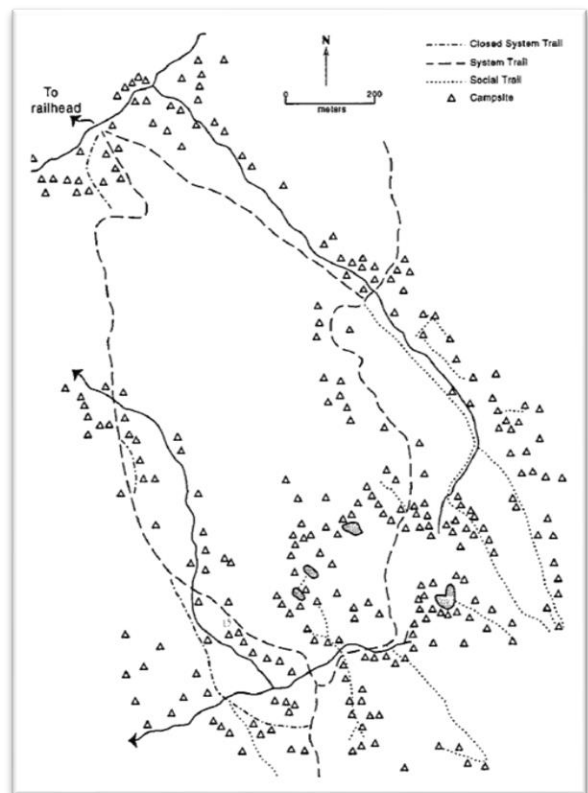 N
Closed System Trail
System Trail
Social Trail
Campsite
0 200
meters
To
railhead